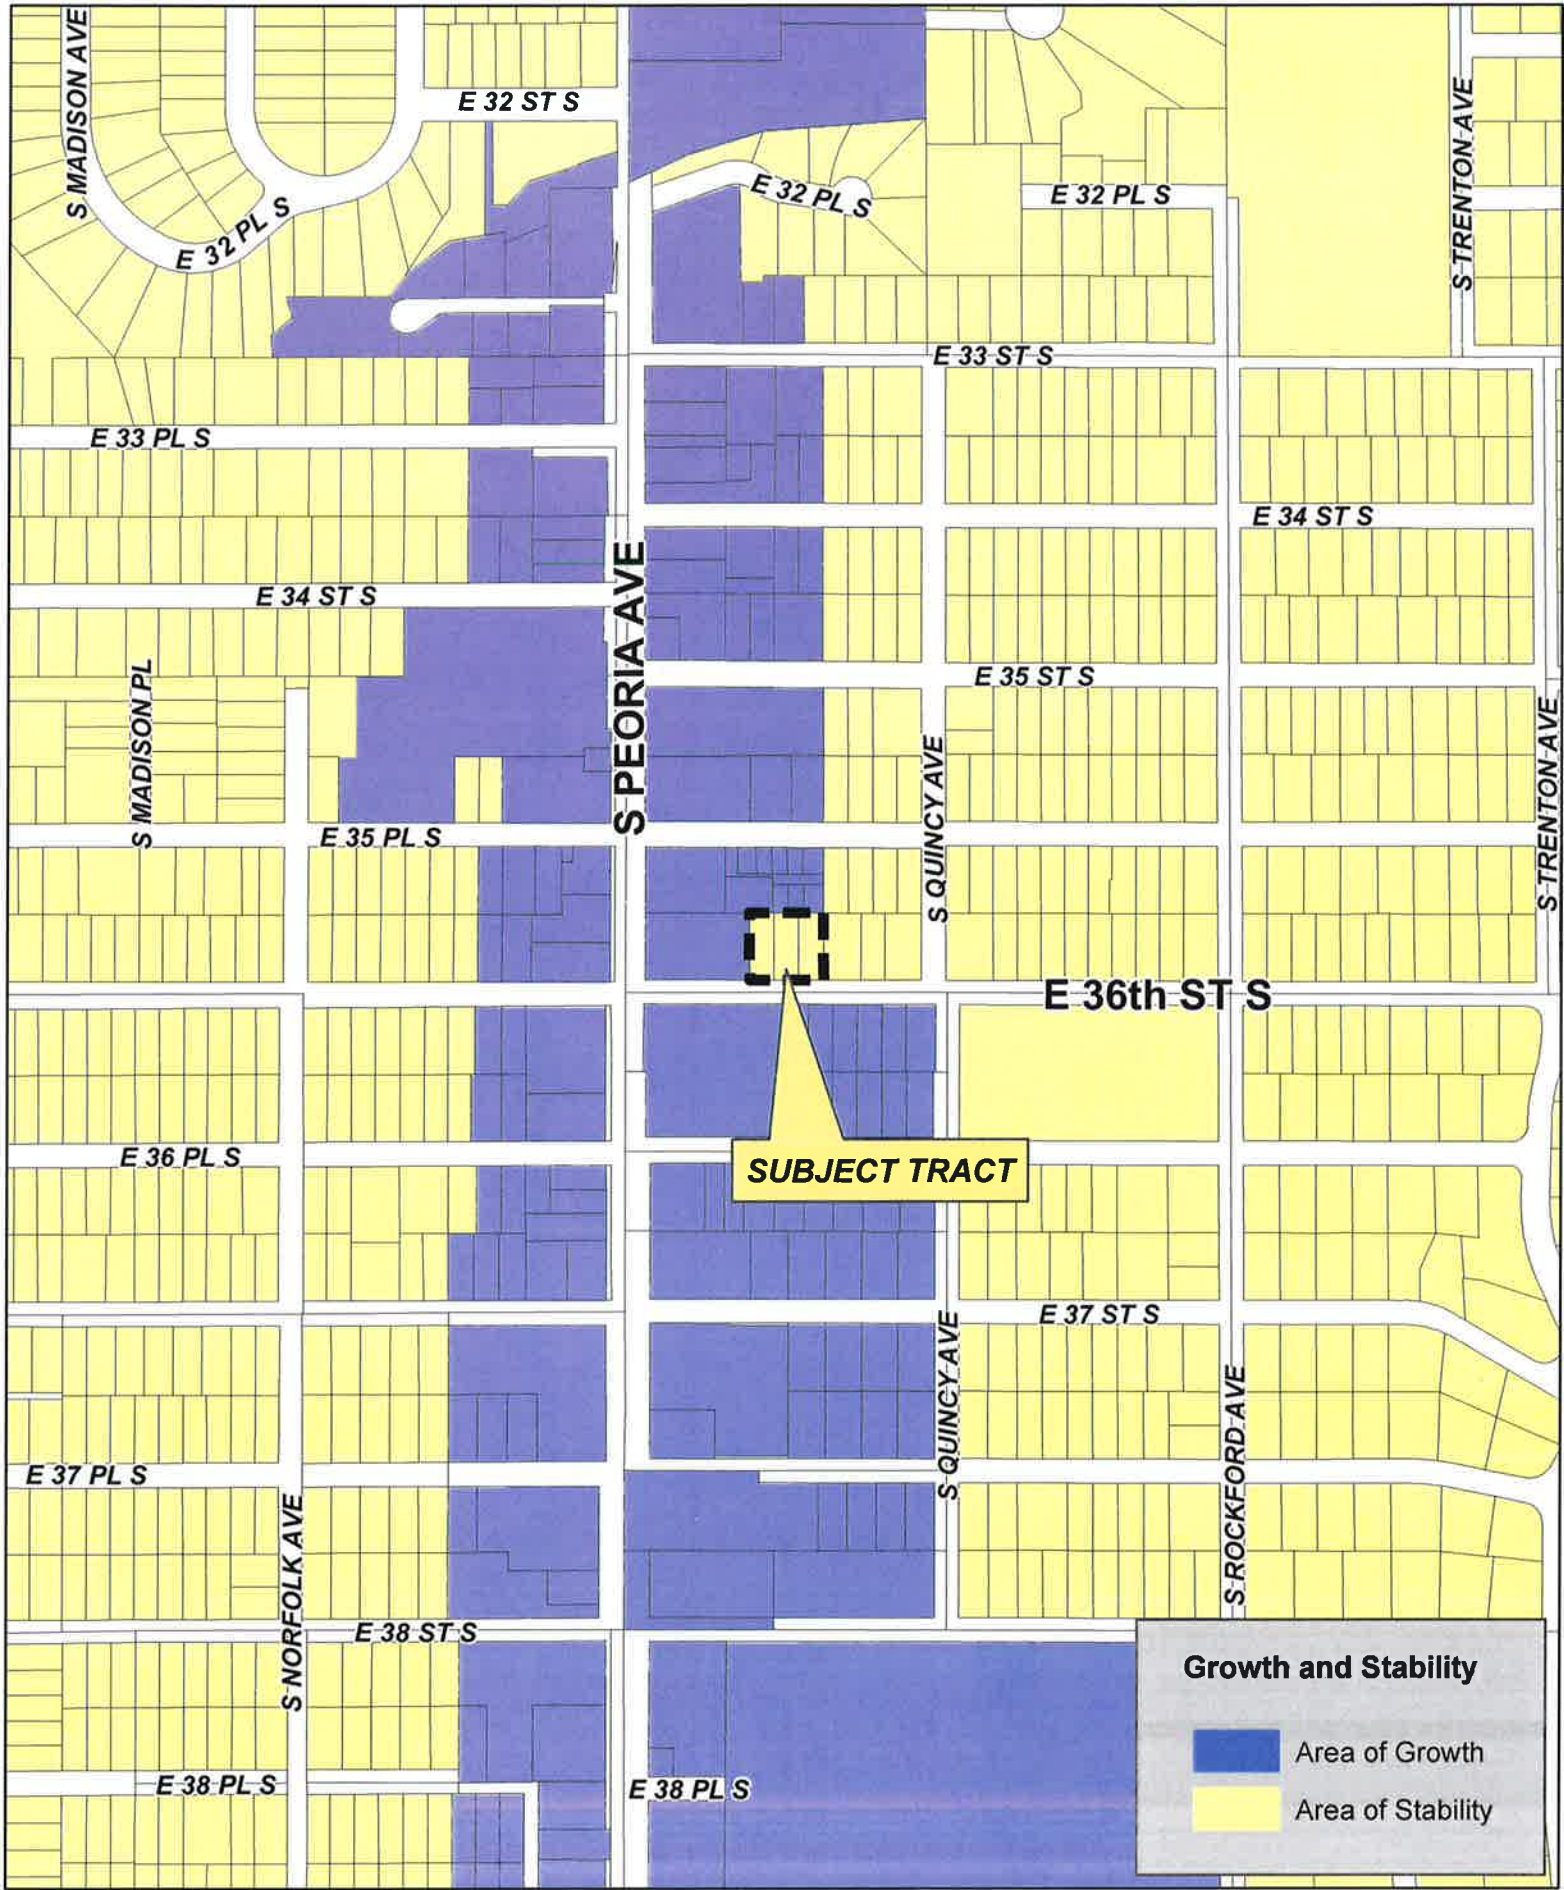 S MADISON AVE
E 32 ST S
S TRENTON AVE
E 32 PL S
E 32 PL S
E 32 PL S
E 33 ST S
E 33 PL S
E 34 ST S
S PEORIA AVE
E 34 ST S
S MADISON PL
E 35 ST S
S TRENTON AVE
S QUINCY AVE
E 35 PL S
E 36th ST S
E 36 PL S
SUBJECT TRACT
E 37 ST S
S QUINCY AVE
S ROCKFORD AVE
E 37 PL S
S NORFOLK AVE
E 38 ST S
E 38 PL S
E 38 PL S
Growth and Stability
Area of Growth
Area of Stability